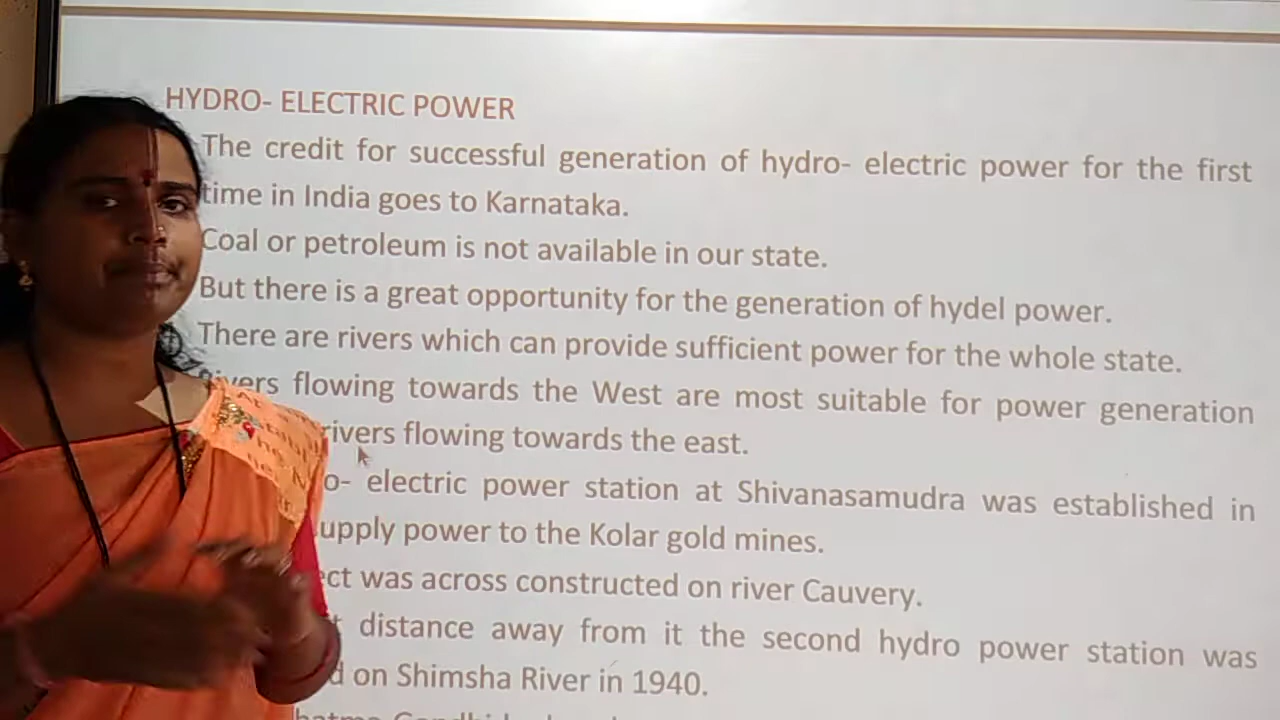 HYDRO- ELECTRIC POWER
The credit for successful generation of hydro- electric power for the first
time in India goes to Karnataka.
Coal or petroleum is not available in our state.
But there is a great opportunity for the generation of hydel power.
There are rivers which can provide sufficient power for the whole state.
Rivers flowing towards the West are most suitable for power generation
rivers flowing towards the east.
o- electric power station at Shivanasamudra was established in
upply power to the Kolar gold mines.
ect was across constructed on river Cauvery.
distance away from it the second hydro power station was
d on Shimsha River in 1940.